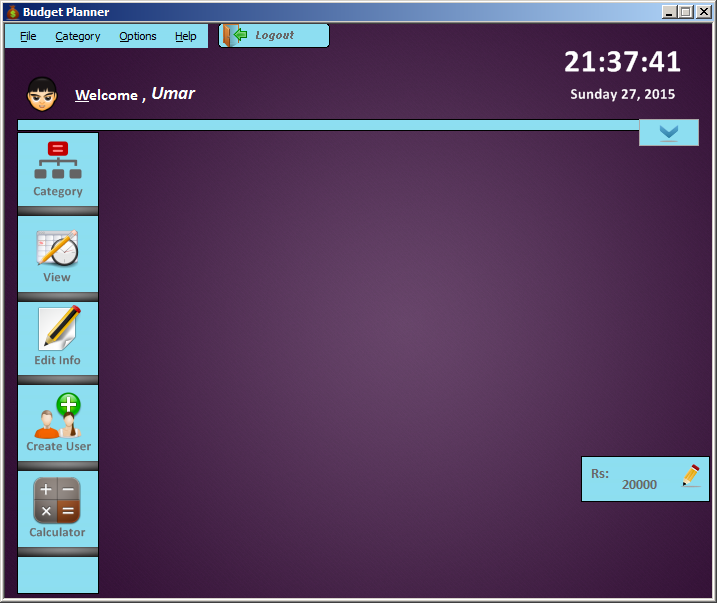 Budget Planner
File Category Options Help Logout
21:37:41
Sunday 27, 2015
Welcome , Umar
Category
View
Edit Info
Create User
Rs: 20000
Calculator